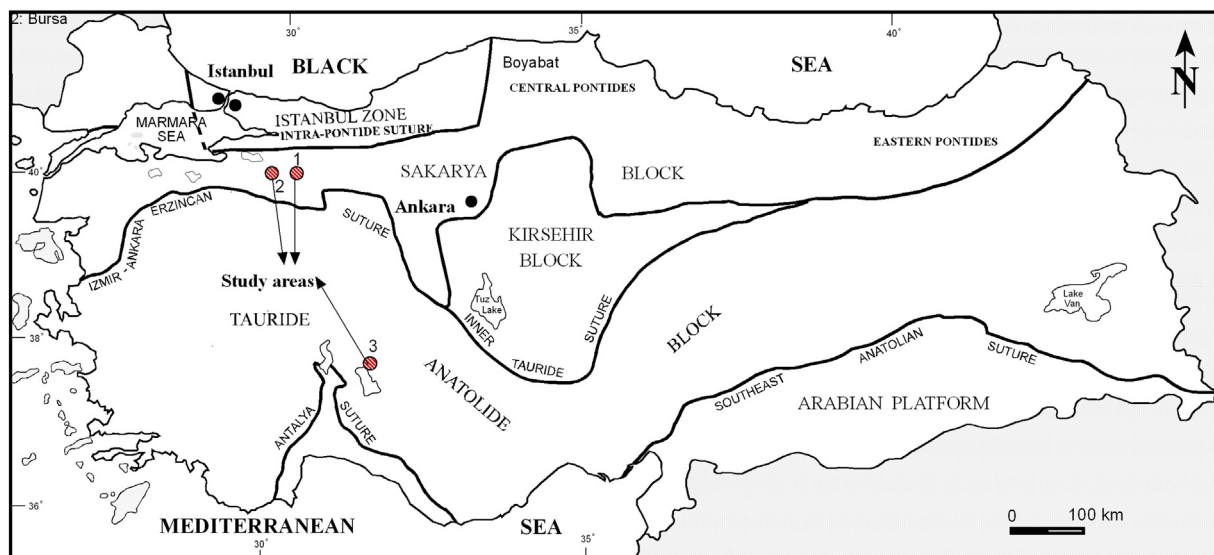 2: Bursa
30°
35°
40°
N
Istanbul
BLACK
SEA
Boyabat
CENTRAL PONTIDES
MARMARA
SEA
ISTANBUL ZONE
INTRA-PONTIDE SUTURE
EASTERN PONTIDES
40°
1
2
SAKARYA
BLOCK
Ankara
ERZINCAN
SUTURE
IZMIR - ANKARA
KIRSEHIR
BLOCK
Study areas
Tuz
Lake
Lake
Van
TAURIDE
INNER
TAURIDE
SUTURE
BLOCK
38°
3
ANATOLIDE
SOUTHEAST
ANATOLIAN
SUTURE
ARABIAN PLATFORM
ANTALYA
SUTURE
36°
MEDITERRANEAN
SEA
0
100 km
30°
35°